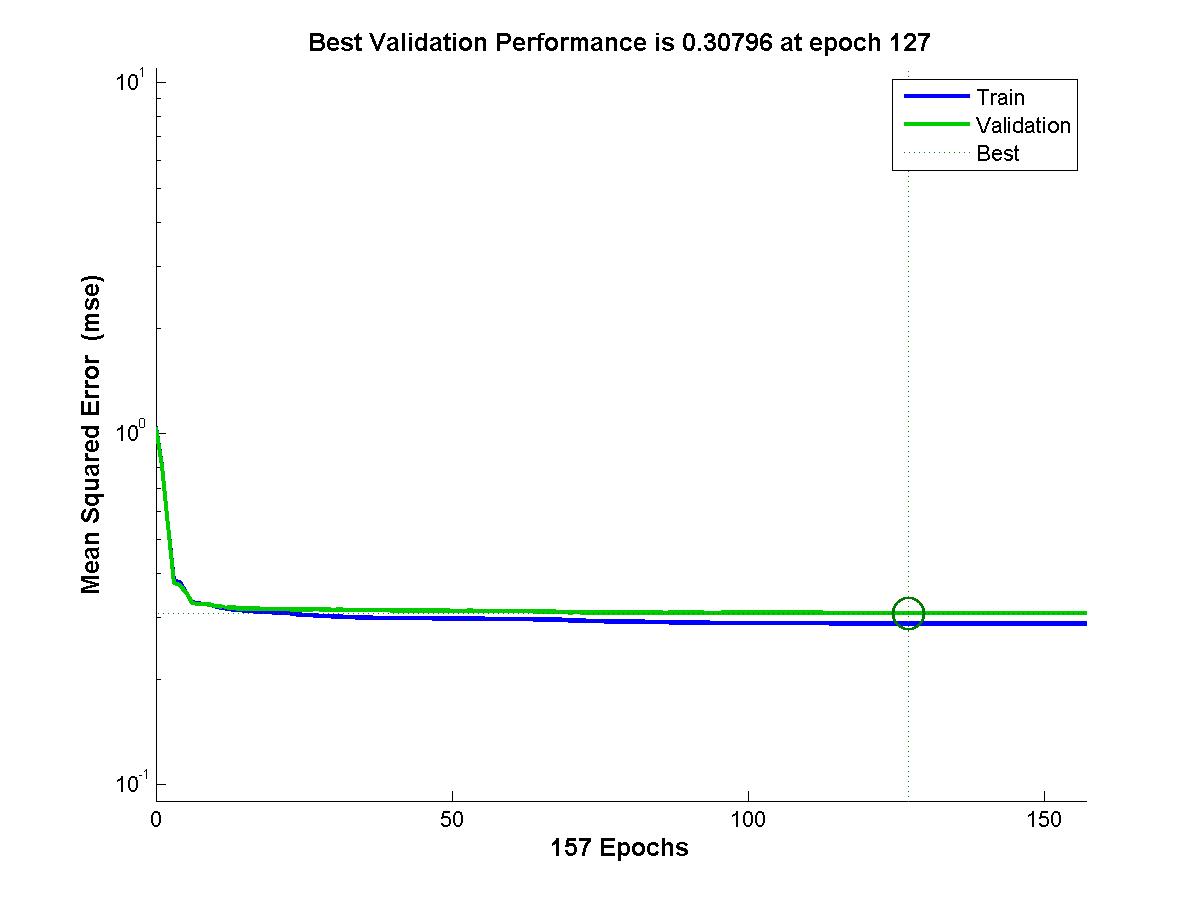 Best Validation Performance is 0.30796 at epoch 127
10^1
10^0
10^-1
Mean Squared Error (mse)
Train
Validation
Best
0
50
100
150
157 Epochs